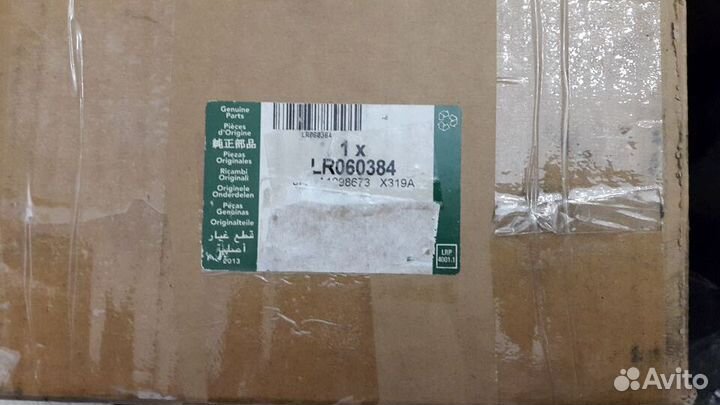 Genuine
Parts
Pièces
d'Origine
純正部品
Piezas
Originales
Ricambi
Originali
Originele
Onderdelen
Peças
Genuínas
Originalteile
قطع غيار
أصلية
2013
LR060384
1 x
LR060384
X319A
LRP
4001.1
Avito